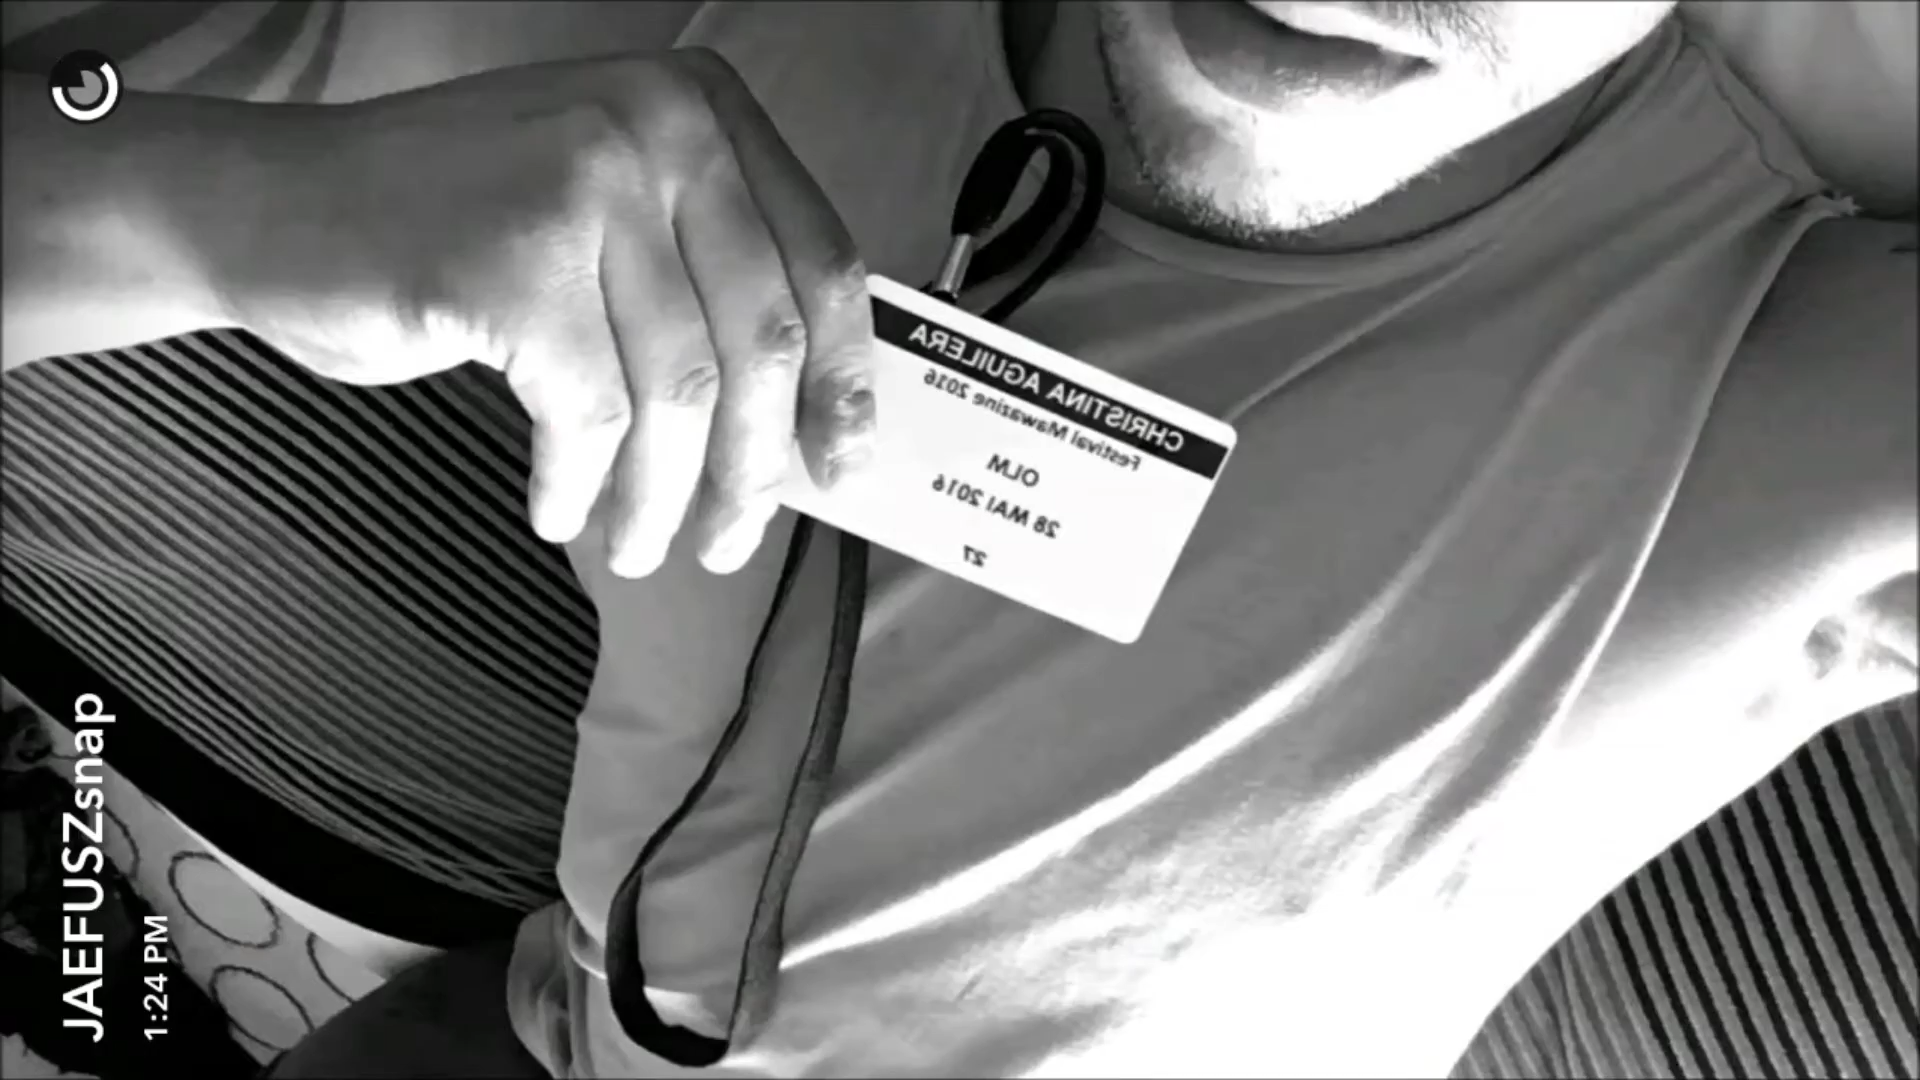 CHRISTINA AGUILERA
Festival Mawazine 2016
OLM
28 MAI 2016
27
JAEFUSZsnap
1:24 PM